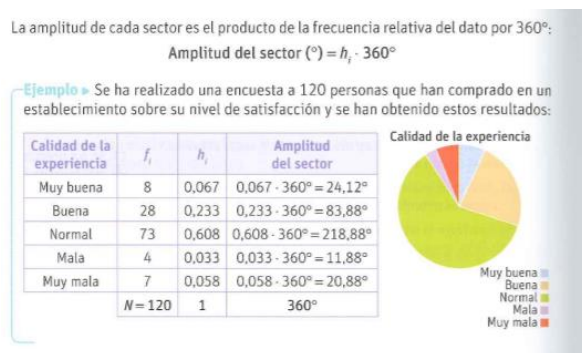 La amplitud de cada sector es el producto de la frecuencia relativa del dato por 360°:
Amplitud del sector (°) = hᵢ · 360°
Ejemplo ▸ Se ha realizado una encuesta a 120 personas que han comprado en un
establecimiento sobre su nivel de satisfacción y se han obtenido estos resultados:
Calidad de la experiencia fᵢ hᵢ Amplitud del sector
Muy buena 8 0,067 0,067 · 360° = 24,12°
Buena 28 0,233 0,233 · 360° = 83,88°
Normal 73 0,608 0,608 · 360° = 218,88°
Mala 4 0,033 0,033 · 360° = 11,88°
Muy mala 7 0,058 0,058 · 360° = 20,88°
N = 120 1 360°
Calidad de la experiencia
Muy buena
Buena
Normal
Mala
Muy mala